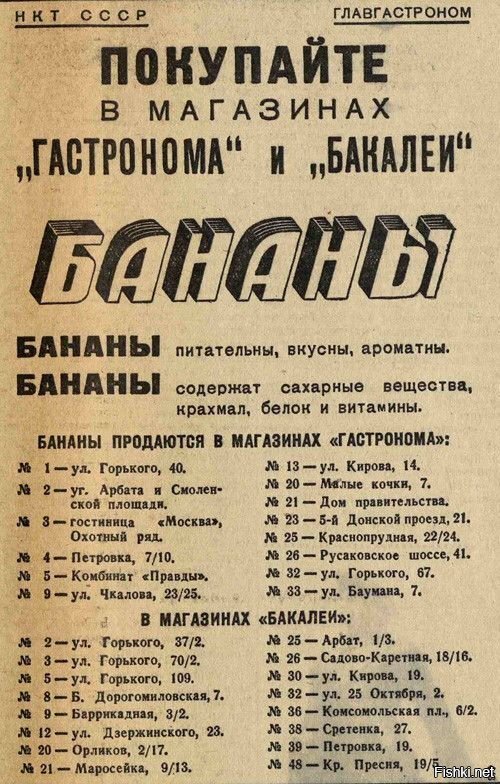 НКТ СССР
ГЛАВГАСТРОНОМ
ПОКУПАЙТЕ
В МАГАЗИНАХ
„ГАСТРОНОМА“ и „БАКАЛЕИ“
БАНАНЫ
БАНАНЫ питательны, вкусны, ароматны.
БАНАНЫ содержат сахарные вещества,
крахмал, белок и витамины.
БАНАНЫ ПРОДАЮТСЯ В МАГАЗИНАХ «ГАСТРОНОМА»:
№ 1 — ул. Горького, 40.
№ 2 — уг. Арбата и Смолен-
ской площади.
№ 3 — гостиница «Москва»,
Охотный ряд.
№ 4 — Петровка, 7/10.
№ 5 — Комбинат «Правды».
№ 9 — ул. Чкалова, 23/25.
№ 13 — ул. Кирова, 14.
№ 20 — Малые кочки, 7.
№ 21 — Дом правительства.
№ 23 — 5-й Донской проезд, 21.
№ 25 — Краснопрудная, 22/24.
№ 26 — Русаковское шоссе, 41.
№ 32 — ул. Горького, 67.
№ 33 — ул. Баумана, 7.
В МАГАЗИНАХ «БАКАЛЕИ»:
№ 2 — ул. Горького, 37/2.
№ 3 — ул. Горького, 70/2.
№ 5 — ул. Горького, 109.
№ 8 — Б. Дорогомиловская, 7.
№ 9 — Баррикадная, 3/2.
№ 12 — ул. Дзержинского, 23.
№ 20 — Орликов, 2/17.
№ 21 — Маросейка, 9/13.
№ 25 — Арбат, 1/3.
№ 26 — Садово-Каретная, 18/16.
№ 30 — ул. Кирова, 19.
№ 32 — ул. 25 Октября, 2.
№ 36 — Комсомольская пл., 6/2.
№ 38 — Сретенка, 27.
№ 39 — Петровка, 19.
№ 48 — Кр. Пресня, 19/5
Fishki.net